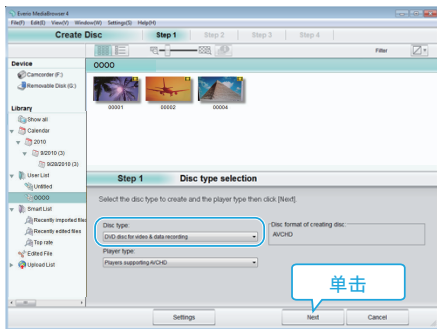 Everio MediaBrowser 4
File(F) Edit(E) View(V) Window(W) Settings(S) Help(H)
Create Disc Step 1 Step 2 Step 3 Step 4
Filter
Device
Camcorder (F:)
Removable Disk (G:)
Library
Show all
Calendar
2010
9/2010 (3)
9/28/2010 (3)
User List
Untitled
0000
Smart List
Recently imported files
Recently edited files
Top rate
Edited File
Upload List
0000
00001 00002 00004
Step 1 Disc type selection
Select the disc type to create and the player type then click [Next].
Disc type:
DVD disc for video & data recording
Player type:
Players supporting AVCHD
Disc format of creating disc:
AVCHD
单击
Settings Next Cancel